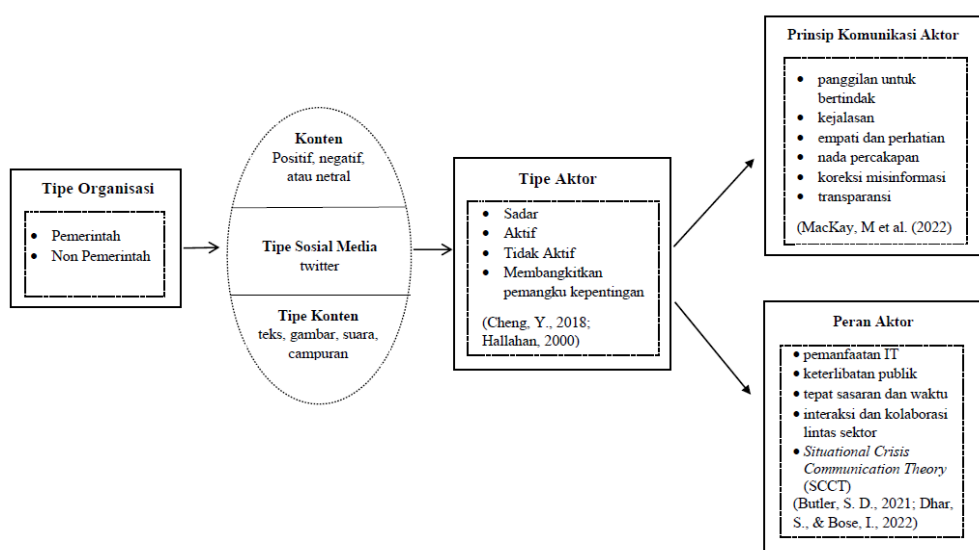 Tipe Organisasi
• Pemerintah
• Non Pemerintah
Konten
Positif, negatif,
atau netral
Tipe Sosial Media
twitter
Tipe Konten
teks, gambar, suara,
campuran
Tipe Aktor
• Sadar
• Aktif
• Tidak Aktif
• Membangkitkan
pemangku kepentingan
(Cheng, Y., 2018;
Hallahan, 2000)
Prinsip Komunikasi Aktor
• panggilan untuk
bertindak
• kejalasan
• empati dan perhatian
• nada percakapan
• koreksi misinformasi
• transparansi
(MacKay, M et al. (2022)
Peran Aktor
• pemanfaatan IT
• keterlibatan publik
• tepat sasaran dan waktu
• interaksi dan kolaborasi
lintas sektor
• Situational Crisis
Communication Theory
(SCCT)
(Butler, S. D., 2021; Dhar,
S., & Bose, I., 2022)